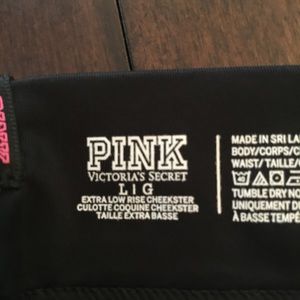 PINK
VICTORIA'S SECRET
L | G
EXTRA LOW RISE CHEEKSTER
CULOTTE COQUINE CHEEKSTER
TAILLE EXTRA BASSE
MADE IN SRI LA
BODY/CORPS/C
WAIST/TAILLE/
TUMBLE DRY NO
UNIQUEMENT DU
À BASSE TEMPÉ